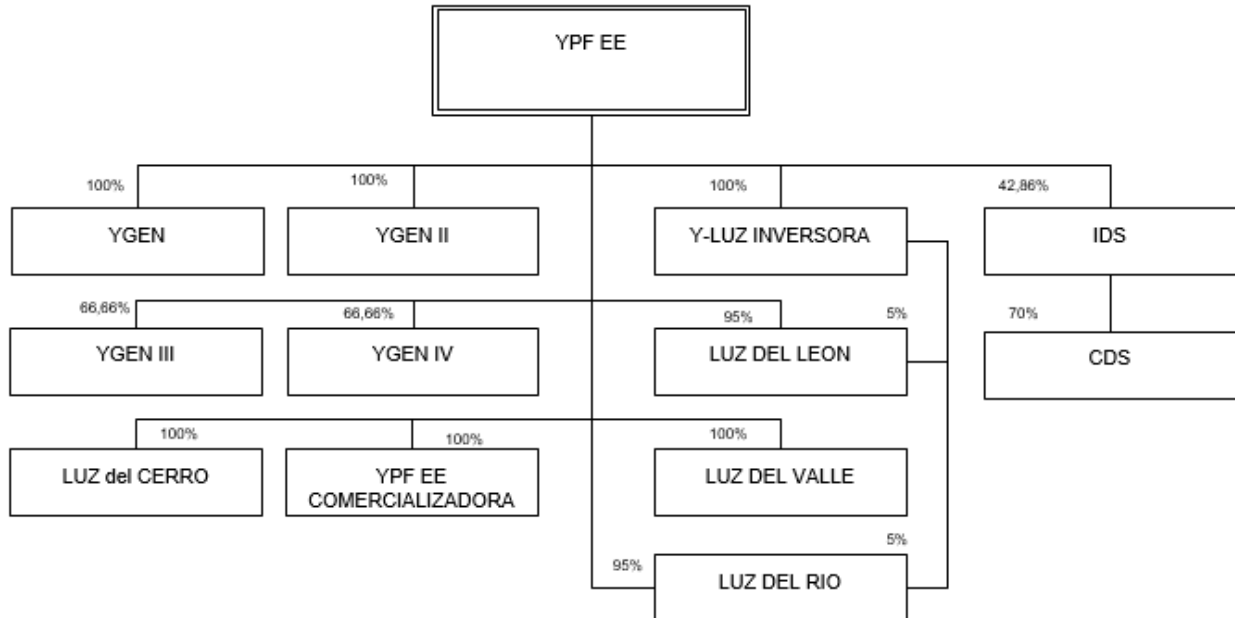 YPF EE
100%
100%
100%
42,86%
YGEN
YGEN II
Y-LUZ INVERSORA
IDS
66,66%
66,66%
95%
5%
70%
YGEN III
YGEN IV
LUZ DEL LEON
CDS
100%
100%
100%
LUZ del CERRO
YPF EE
COMERCIALIZADORA
LUZ DEL VALLE
5%
95%
LUZ DEL RIO